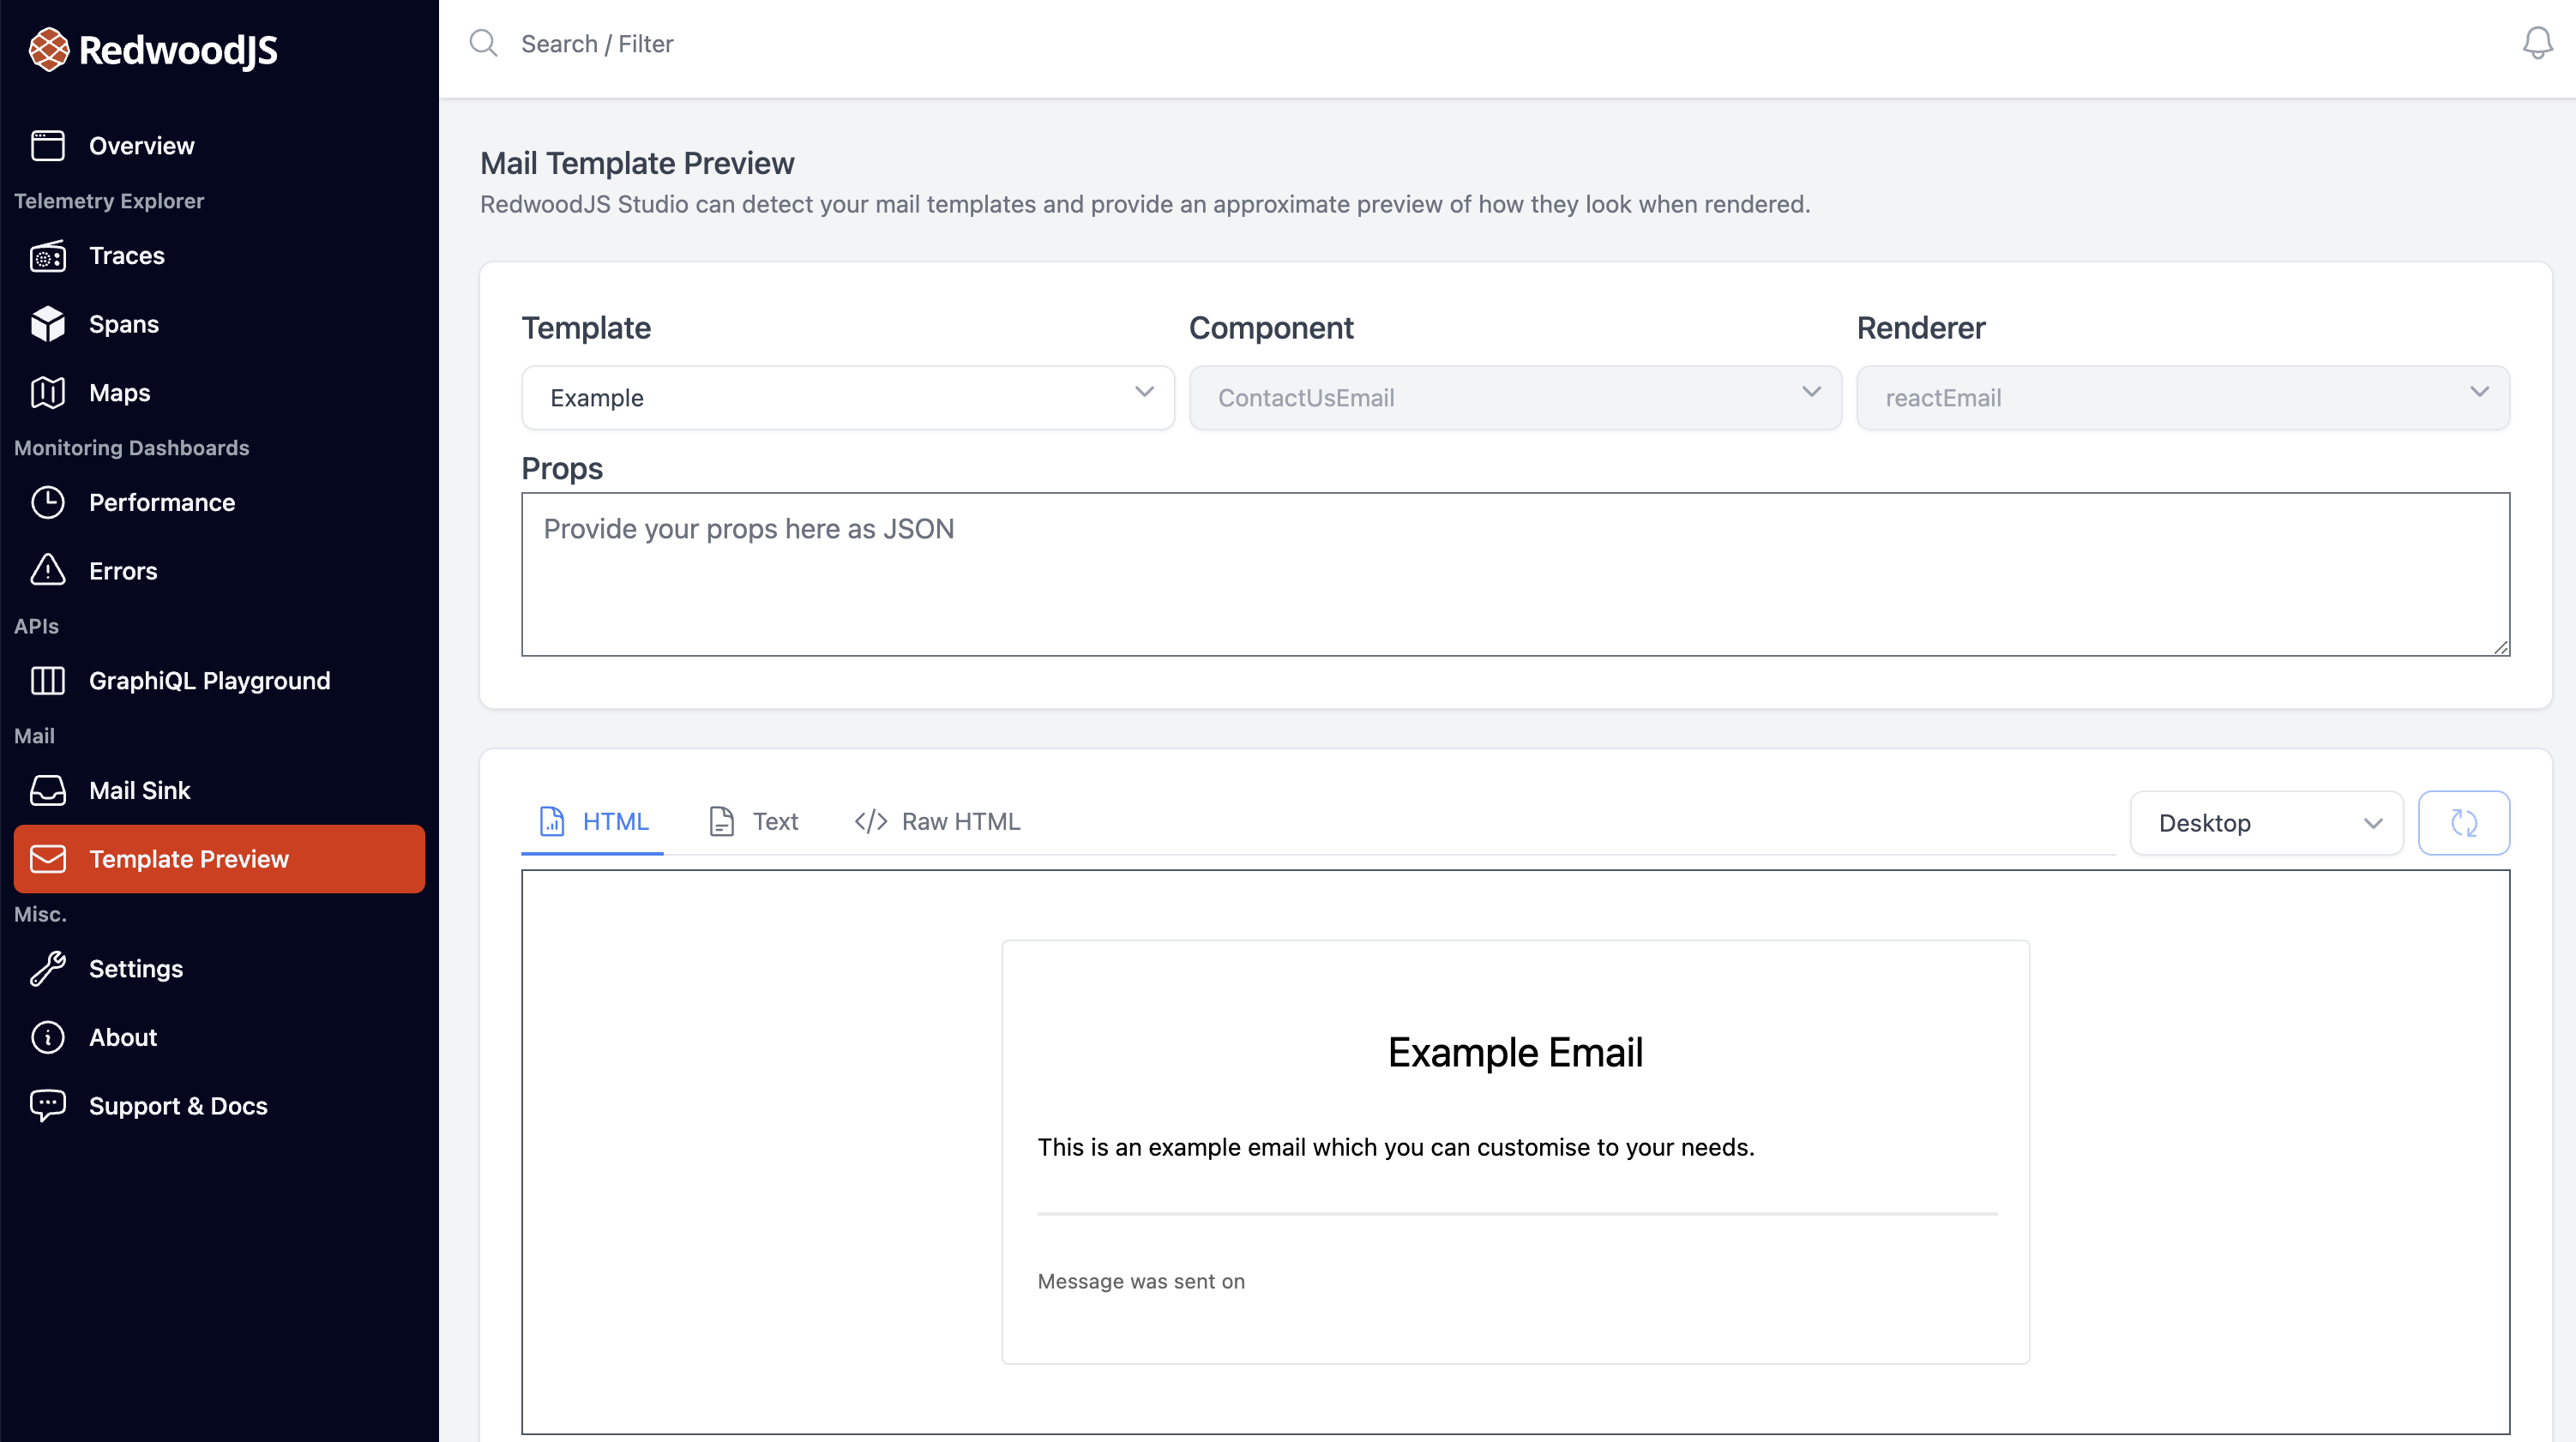 RedwoodJS
Overview
Telemetry Explorer
Traces
Spans
Maps
Monitoring Dashboards
Performance
Errors
APIs
GraphiQL Playground
Mail
Mail Sink
Template Preview
Misc.
Settings
About
Support & Docs
Search / Filter
Mail Template Preview
RedwoodJS Studio can detect your mail templates and provide an approximate preview of how they look when rendered.
Template Component Renderer
Example ContactUsEmail reactEmail
Props
Provide your props here as JSON
HTML Text Raw HTML Desktop
Example Email
This is an example email which you can customise to your needs.
Message was sent on